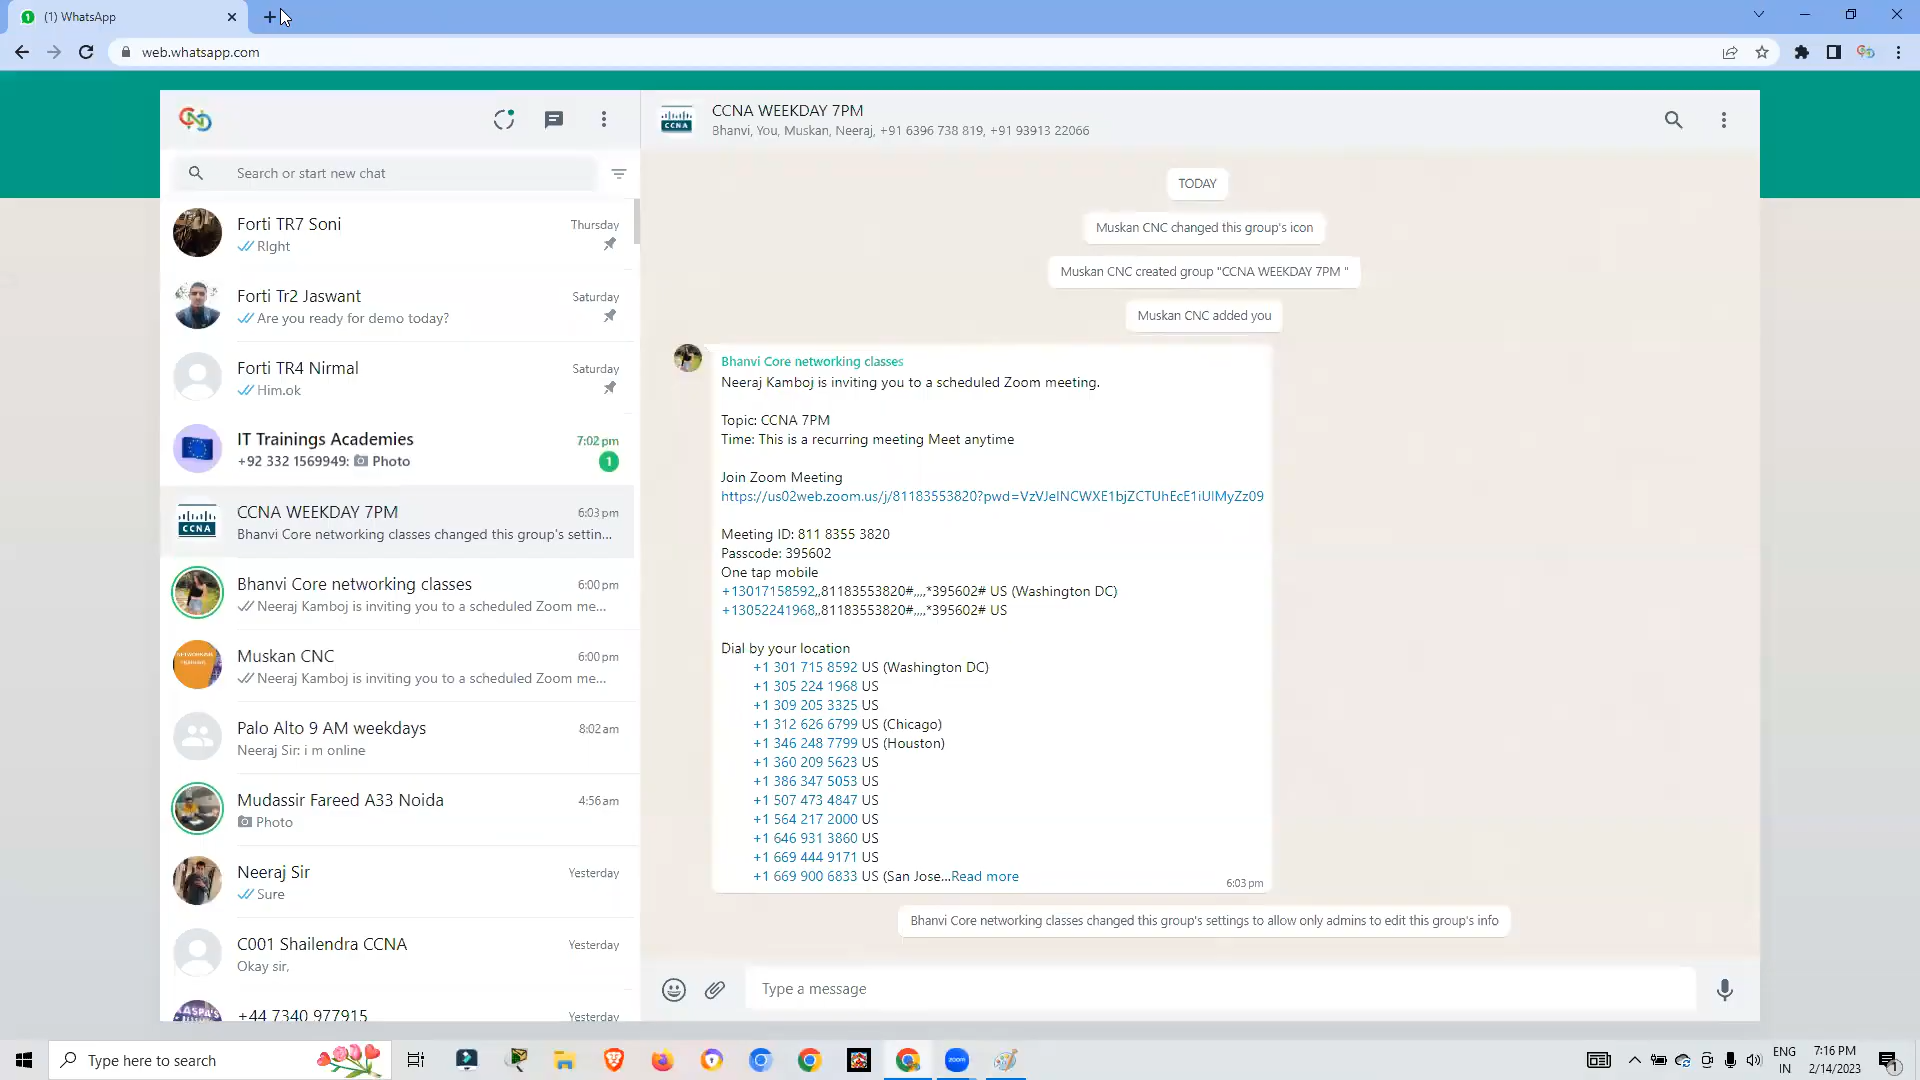 (1) WhatsApp
web.whatsapp.com
Search or start new chat
Forti TR7 Soni
Thursday
RIght
Forti Tr2 Jaswant
Saturday
Are you ready for demo today?
Forti TR4 Nirmal
Saturday
Him.ok
IT Trainings Academies
7:02 pm
+92 332 1569949: Photo
1
CCNA WEEKDAY 7PM
6:03 pm
Bhanvi Core networking classes changed this group's settin...
Bhanvi Core networking classes
6:00 pm
Neeraj Kamboj is inviting you to a scheduled Zoom me...
Muskan CNC
6:00 pm
Neeraj Kamboj is inviting you to a scheduled Zoom me...
Palo Alto 9 AM weekdays
8:02 am
Neeraj Sir: i m online
Mudassir Fareed A33 Noida
4:56 am
Photo
Neeraj Sir
Yesterday
Sure
C001 Shailendra CCNA
Yesterday
Okay sir,
+44 7340 977915
Yesterday
CCNA
CCNA WEEKDAY 7PM
Bhanvi, You, Muskan, Neeraj, +91 6396 738 819, +91 93913 22066
TODAY
Muskan CNC changed this group's icon
Muskan CNC created group "CCNA WEEKDAY 7PM "
Muskan CNC added you
Bhanvi Core networking classes
Neeraj Kamboj is inviting you to a scheduled Zoom meeting.
Topic: CCNA 7PM
Time: This is a recurring meeting Meet anytime
Join Zoom Meeting
Meeting ID: 811 8355 3820
Passcode: 395602
One tap mobile
+13017158592,,81183553820#,,,,*395602# US (Washington DC)
+13052241968,,81183553820#,,,,*395602# US
Dial by your location
+1 301 715 8592 US (Washington DC)
+1 305 224 1968 US
+1 309 205 3325 US
+1 312 626 6799 US (Chicago)
+1 346 248 7799 US (Houston)
+1 360 209 5623 US
+1 386 347 5053 US
+1 507 473 4847 US
+1 564 217 2000 US
+1 646 931 3860 US
+1 669 444 9171 US
+1 669 900 6833 US (San Jose...Read more
6:03 pm
Bhanvi Core networking classes changed this group's settings to allow only admins to edit this group's info
Type a message
Type here to search
zoom
ENG
IN
7:16 PM
2/14/2023
1